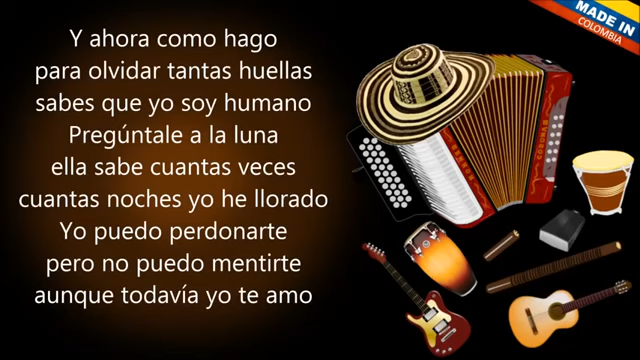 Y ahora como hago
para olvidar tantas huellas
sabes que yo soy humano
Pregúntale a la luna
ella sabe cuantas veces
cuantas noches yo he llorado
Yo puedo perdonarte
pero no puedo mentirte
aunque todavía yo te amo
MADE IN
COLOMBIA